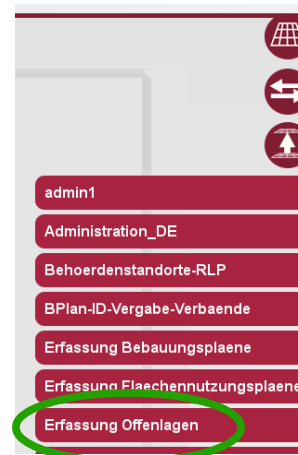 admin1
Administration_DE
Behoerdenstandorte-RLP
BPlan-ID-Vergabe-Verbaende
Erfassung Bebauungsplaene
Erfassung Flaechennutzungsplaene
Erfassung Offenlagen